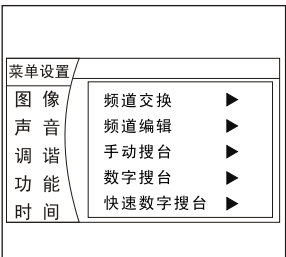 菜单设置
图 像
声 音
调 谐
功 能
时 间
频道交换 ▶
频道编辑 ▶
手动搜台 ▶
数字搜台 ▶
快速数字搜台 ▶